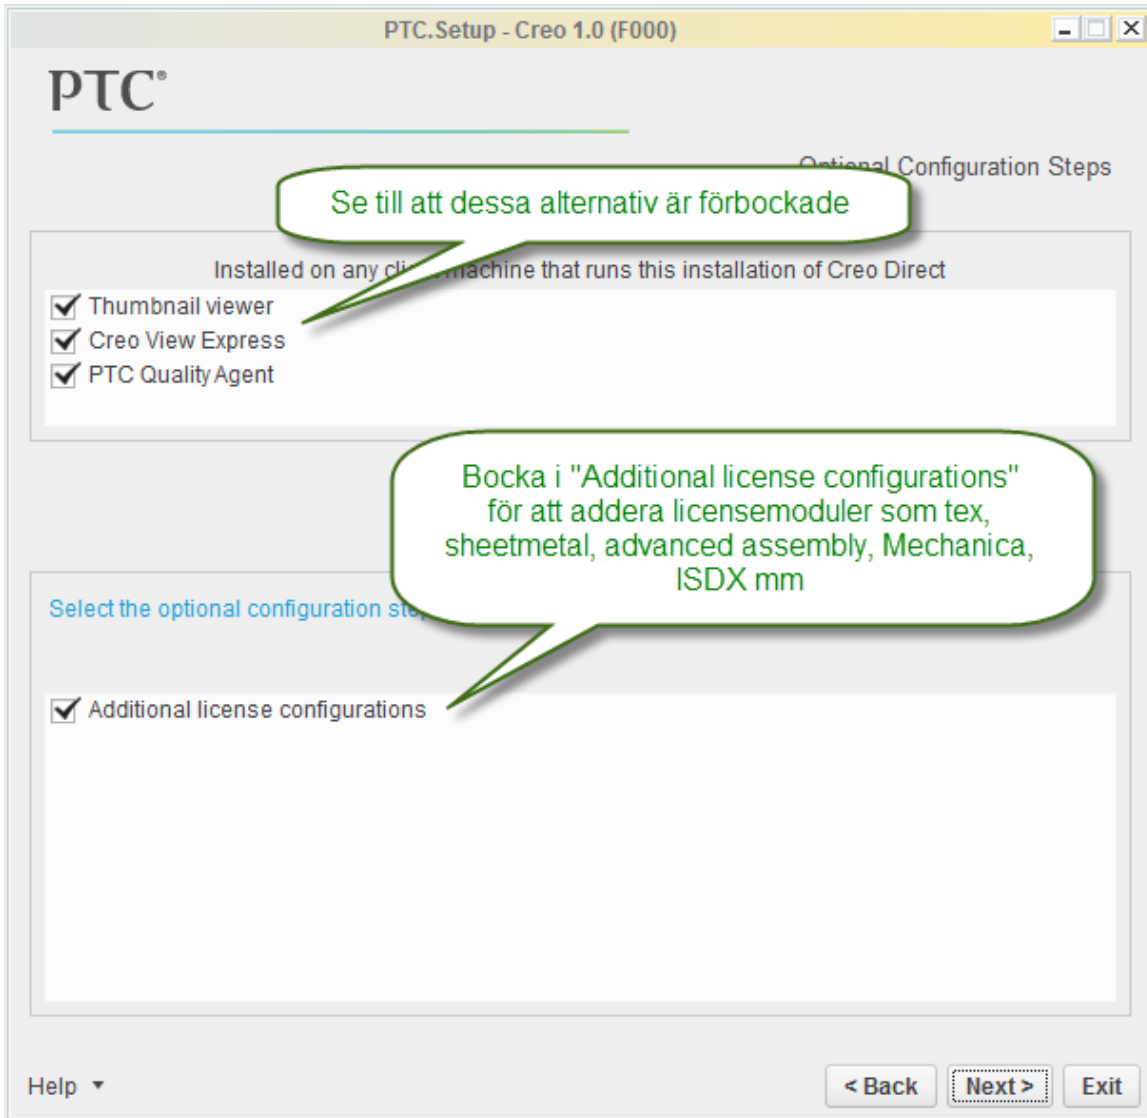 PTC.Setup - Creo 1.0 (F000)
PTC®
Optional Configuration Steps
Se till att dessa alternativ är förbockade
Installed on any client machine that runs this installation of Creo Direct
Thumbnail viewer
Creo View Express
PTC Quality Agent
Bocka i "Additional license configurations"
för att addera licensemoduler som tex,
sheetmetal, advanced assembly, Mechanica,
ISDX mm
Select the optional configuration
Additional license configurations
Help
< Back
Next >
Exit